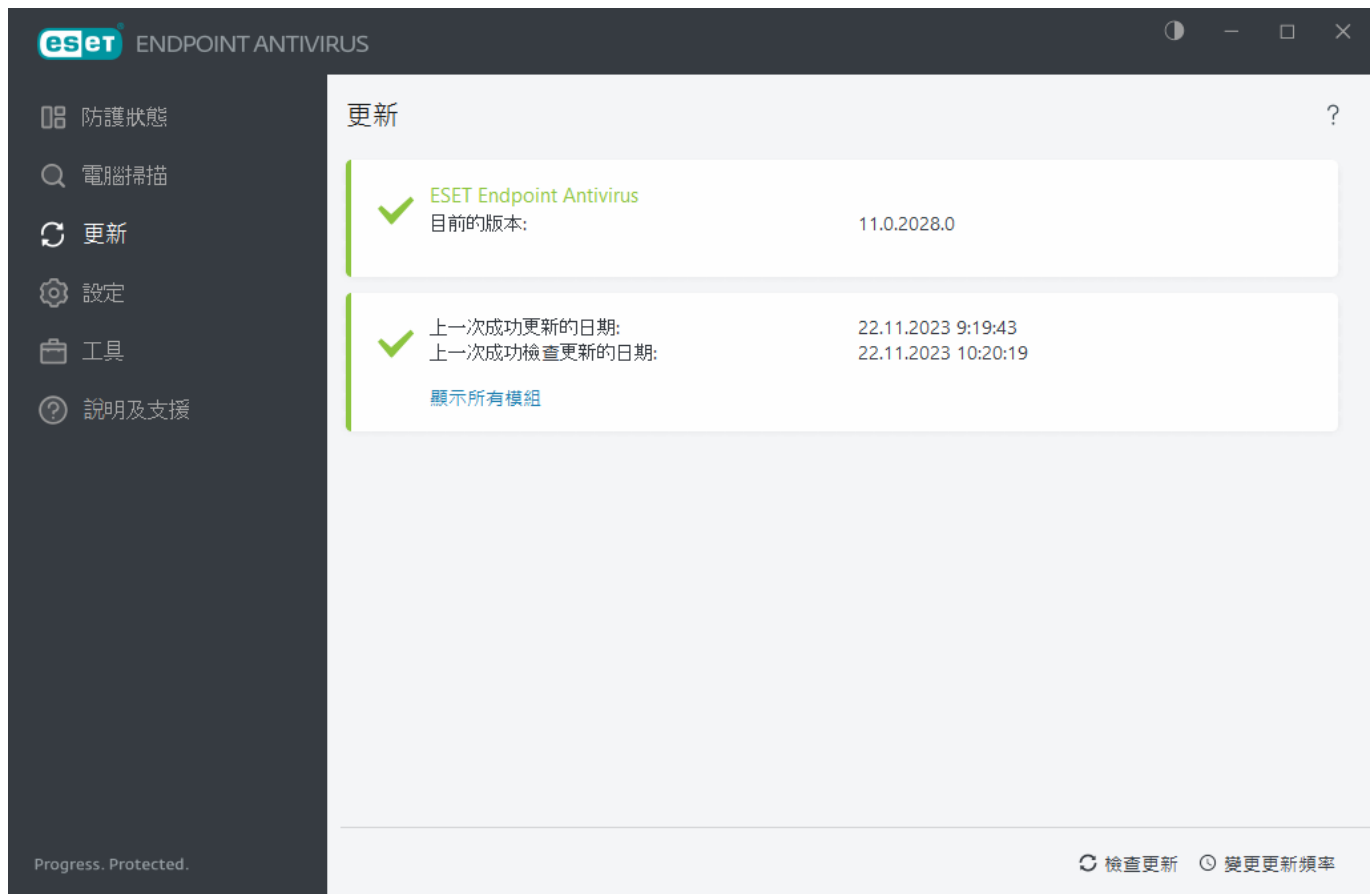 eset ENDPOINT ANTIVIRUS
防護狀態
電腦掃描
更新
設定
工具
說明及支援
Progress. Protected.
更新
?
ESET Endpoint Antivirus
目前的版本: 11.0.2028.0
上一次成功更新的日期: 22.11.2023 9:19:43
上一次成功檢查更新的日期: 22.11.2023 10:20:19
顯示所有模組
檢查更新 變更更新頻率